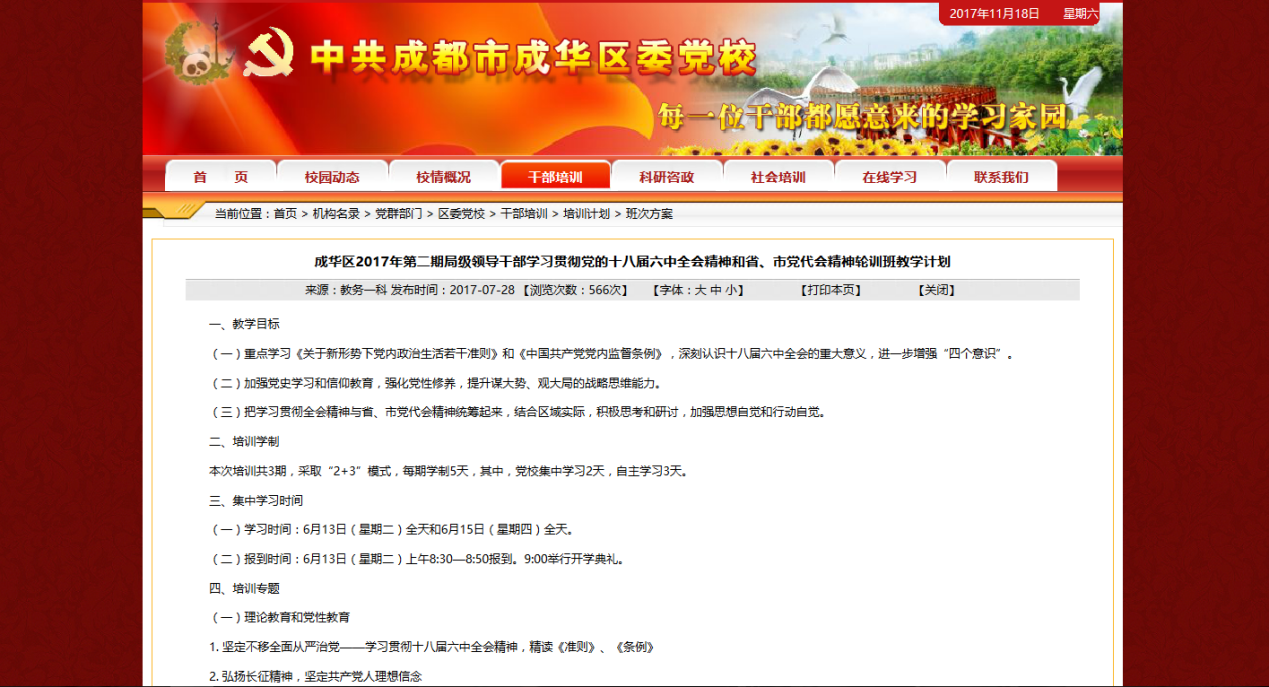 2017年11月18日 星期六
中共成都市成华区委党校
每一位干部都愿意来的学习家园
首 页 校园动态 校情概况 干部培训 科研咨政 社会培训 在线学习 联系我们
当前位置：首页 > 机构名录 > 党群部门 > 区委党校 > 干部培训 > 培训计划 > 班次方案
成华区2017年第二期局级领导干部学习贯彻党的十八届六中全会精神和省、市党代会精神轮训班教学计划
来源：教务一科 发布时间：2017-07-28 【浏览次数：566次】 【字体：大 中 小】 【打印本页】 【关闭】
一、教学目标
（一）重点学习《关于新形势下党内政治生活若干准则》和《中国共产党党内监督条例》，深刻认识十八届六中全会的重大意义，进一步增强“四个意识”。
（二）加强党史学习和信仰教育，强化党性修养，提升谋大势、观大局的战略思维能力。
（三）把学习贯彻全会精神与省、市党代会精神统筹起来，结合区域实际，积极思考和研讨，加强思想自觉和行动自觉。
二、培训学制
本次培训共3期，采取“2+3”模式，每期学制5天，其中，党校集中学习2天，自主学习3天。
三、集中学习时间
（一）学习时间：6月13日（星期二）全天和6月15日（星期四）全天。
（二）报到时间：6月13日（星期二）上午8:30—8:50报到。9:00举行开学典礼。
四、培训专题
（一）理论教育和党性教育
1. 坚定不移全面从严治党——学习贯彻十八届六中全会精神，精读《准则》、《条例》
2. 弘扬长征精神，坚定共产党人理想信念